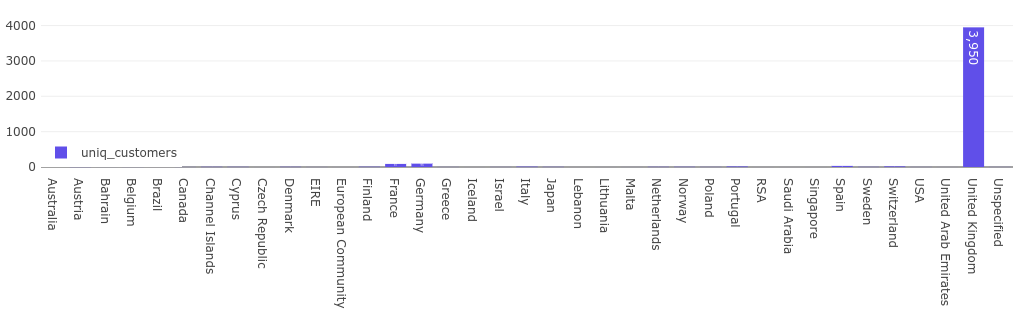 4000
3000
2000
1000
0
uniq_customers
3,950
Australia
Austria
Bahrain
Belgium
Brazil
Canada
Channel Islands
Cyprus
Czech Republic
Denmark
EIRE
European Community
Finland
France
Germany
Greece
Iceland
Israel
Italy
Japan
Lebanon
Lithuania
Malta
Netherlands
Norway
Poland
Portugal
RSA
Saudi Arabia
Singapore
Spain
Sweden
Switzerland
USA
United Arab Emirates
United Kingdom
Unspecified